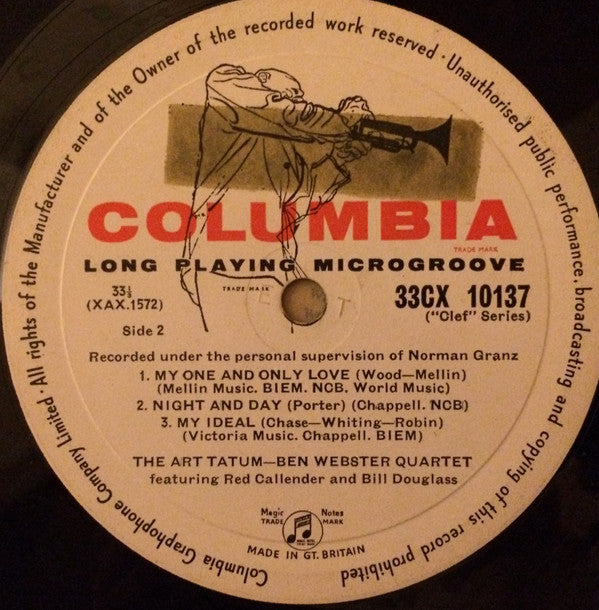 Columbia Graphophone Company Limited · All rights of the Manufacturer and of the Owner of the recorded work reserved · Unauthorised public performance. broadcasting and copying of this record prohibited
COLUMBIA
TRADE MARK
LONG PLAYING MICROGROOVE
TRADE MARK
33⅓
(XAX.1572)
33CX 10137
("Clef" Series)
Side 2
Recorded under the personal supervision of Norman Granz
1. MY ONE AND ONLY LOVE (Wood—Mellin)
(Mellin Music. BIEM. NCB. World Music)
2. NIGHT AND DAY (Porter) (Chappell. NCB)
3. MY IDEAL (Chase—Whiting—Robin)
(Victoria Music. Chappell. BIEM)
THE ART TATUM—BEN WEBSTER QUARTET
featuring Red Callender and Bill Douglass
Magic Notes
TRADE MARK
MADE IN GT. BRITAIN